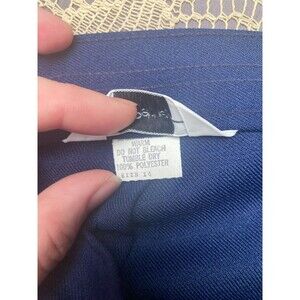 WARM
DO NOT BLEACH
TUMBLE DRY
100% POLYESTER
SIZE 14